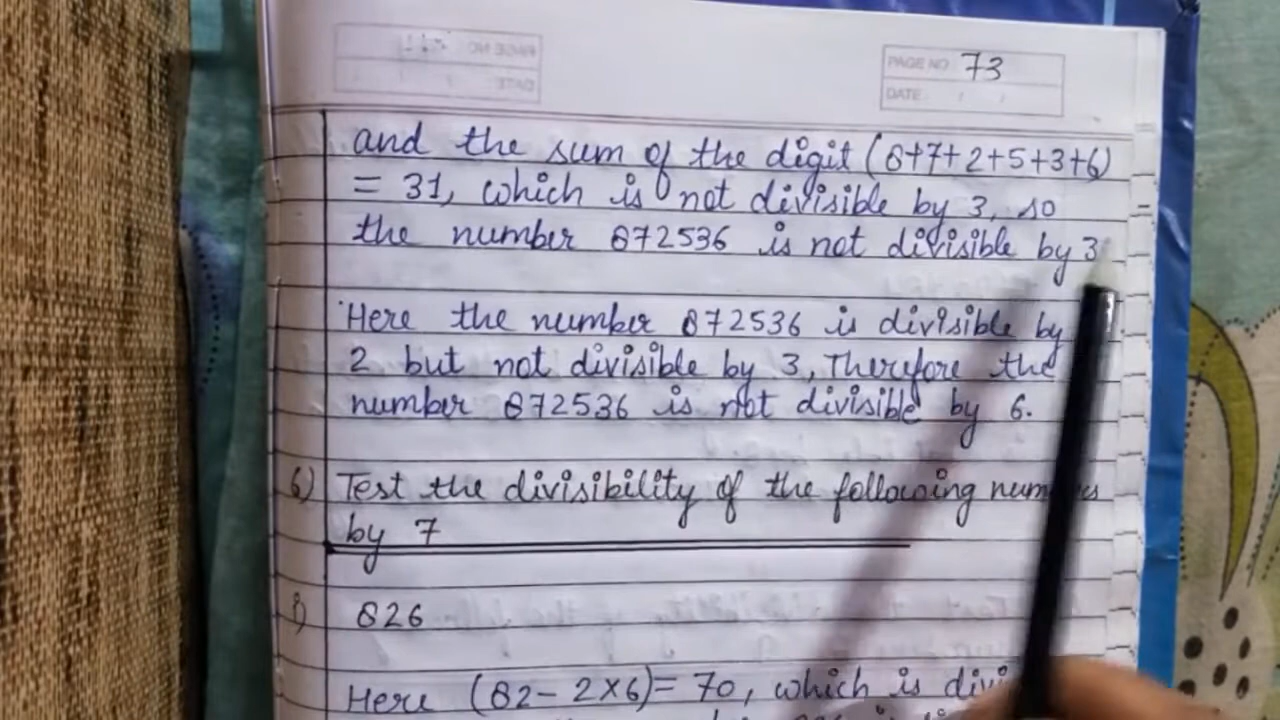 PAGE NO 73
DATE
and the sum of the digit (8+7+2+5+3+6)
= 31, which is not divisible by 3, so
the number 872536 is not divisible by 3
Here the number 872536 is divisible by
2 but not divisible by 3, Therefore the
number 872536 is not divisible by 6.
6) Test the divisibility of the following
by 7
i) 826
Here (82-2×6)= 70, which is